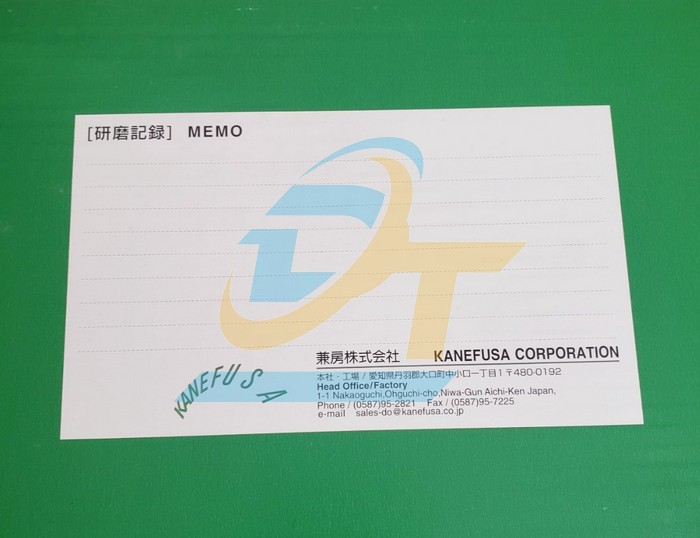 [研磨記録] MEMO
兼房株式会社 KANEFUSA CORPORATION
本社・工場 / 愛知県丹羽郡大口町中小口一丁目1 〒480-0192
Head Office/Factory
1-1 Nakaoguchi,Ohguchi-cho,Niwa-Gun Aichi-Ken Japan,
Phone / (0587)95-2821 Fax / (0587)95-7225
e-mail sales-do@kanefusa.co.jp
KANEFUSA
DT